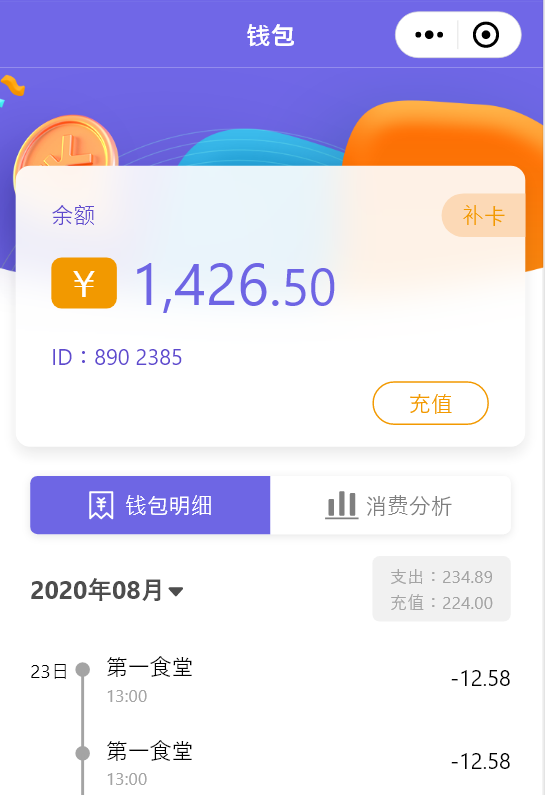 钱包
余额
补卡
¥ 1,426.50
ID：890 2385
充值
钱包明细
消费分析
2020年08月
支出：234.89
充值：224.00
23日
第一食堂
-12.58
13:00
第一食堂
-12.58
13:00